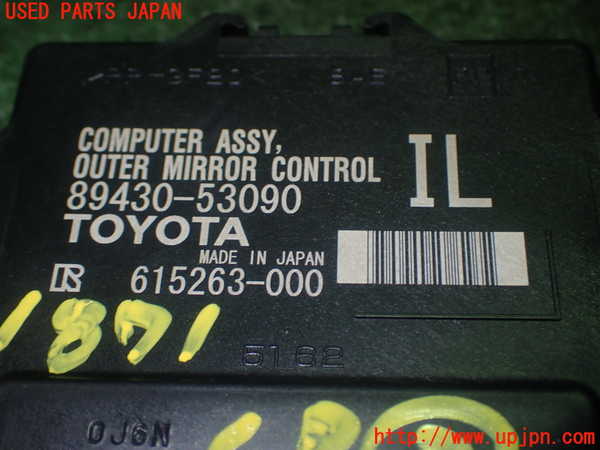 USED PARTS JAPAN
COMPUTER ASSY,
OUTER MIRROR CONTROL
IL
89430-53090
TOYOTA
MADE IN JAPAN
615263-000
1871
5162
0J6N
http://www.upjpn.com